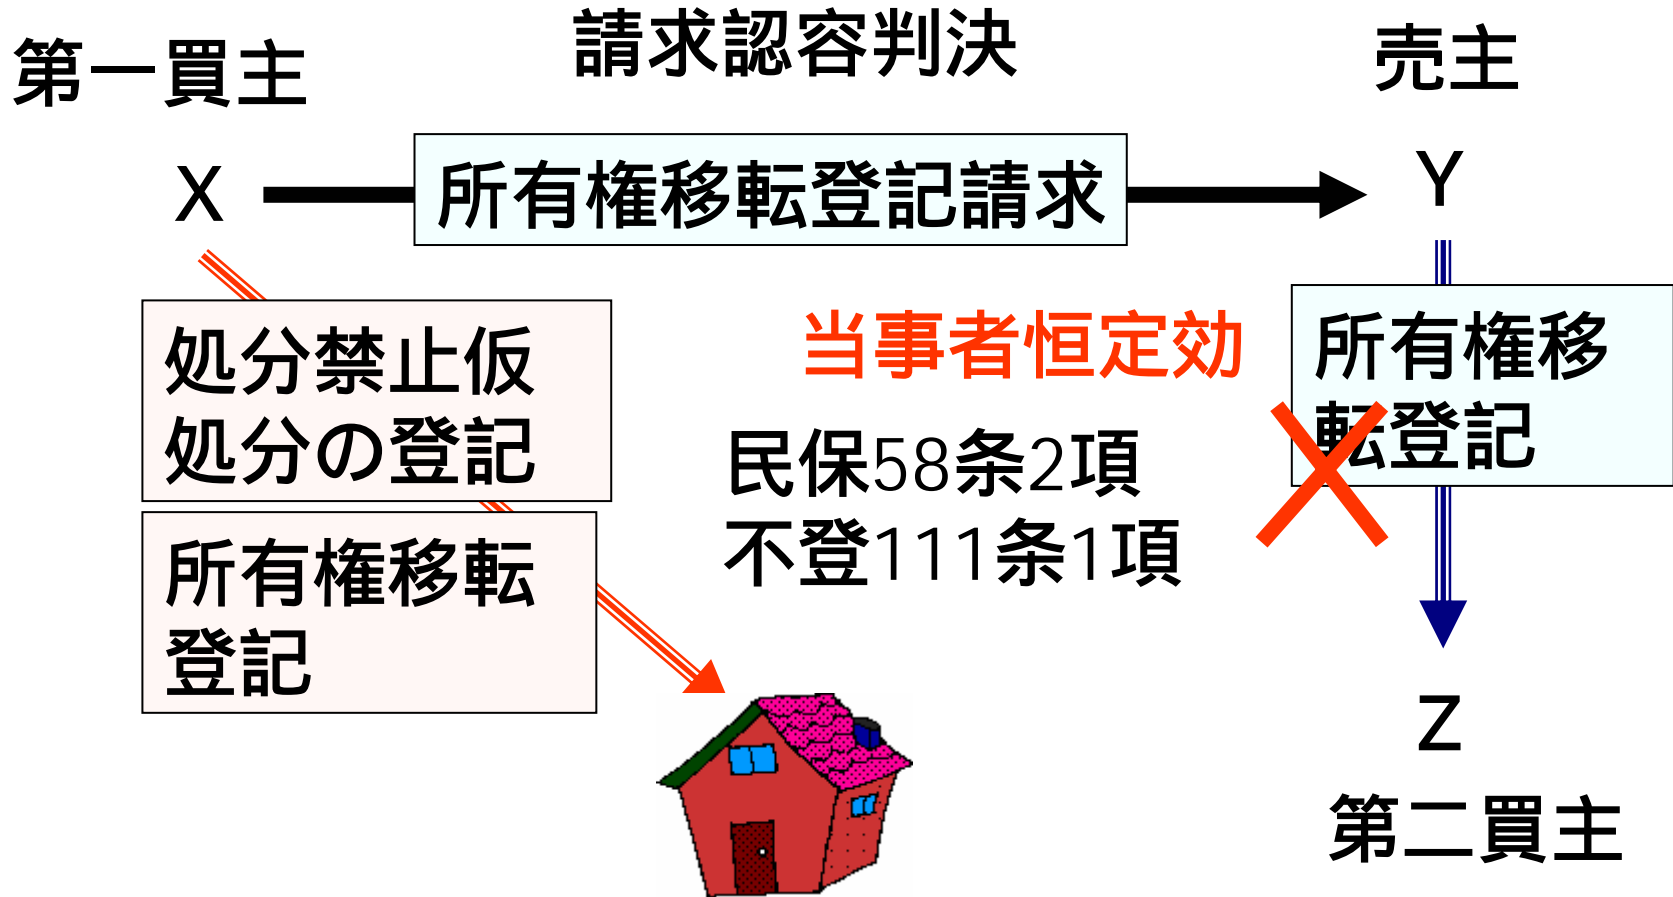 請求認容判決
第一買主
売主
X
所有権移転登記請求
Y
処分禁止仮
処分の登記
当事者恒定効
所有権移
転登記
民保58条2項
不登111条1項
所有権移転
登記
Z
第二買主